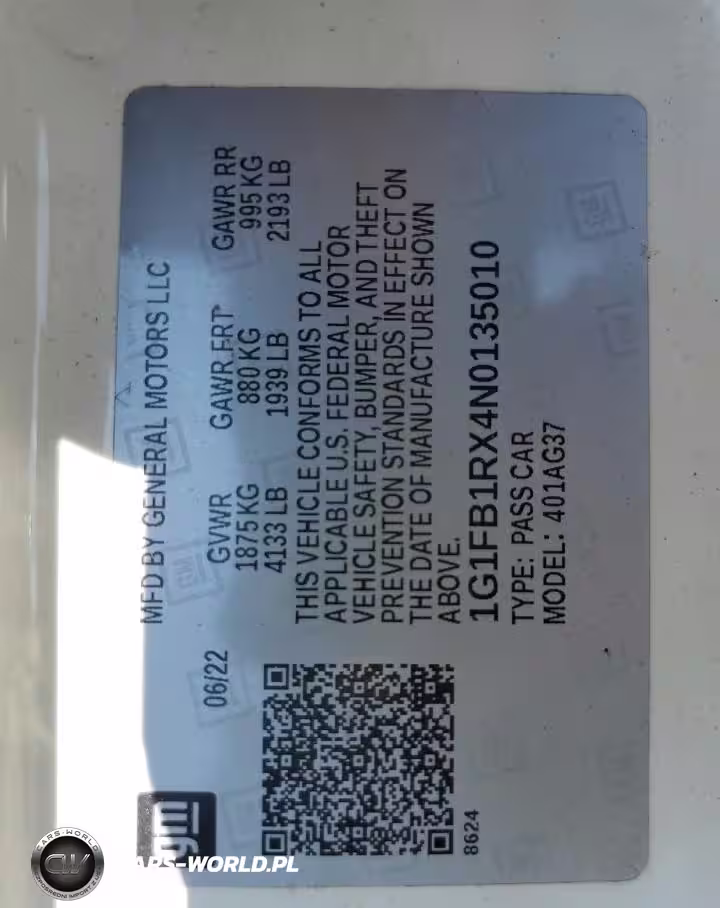 gm
06/22
MFD BY GENERAL MOTORS LLC
GVWR GAWR FRT GAWR RR
1875 KG 880 KG 995 KG
4133 LB 1939 LB 2193 LB
THIS VEHICLE CONFORMS TO ALL
APPLICABLE U.S. FEDERAL MOTOR
VEHICLE SAFETY, BUMPER, AND THEFT
PREVENTION STANDARDS IN EFFECT ON
THE DATE OF MANUFACTURE SHOWN
ABOVE.
1G1FB1RX4N0135010
TYPE: PASS CAR
MODEL: 401AG37
8624
CARS-WORLD
CW
CARS-WORLD.PL